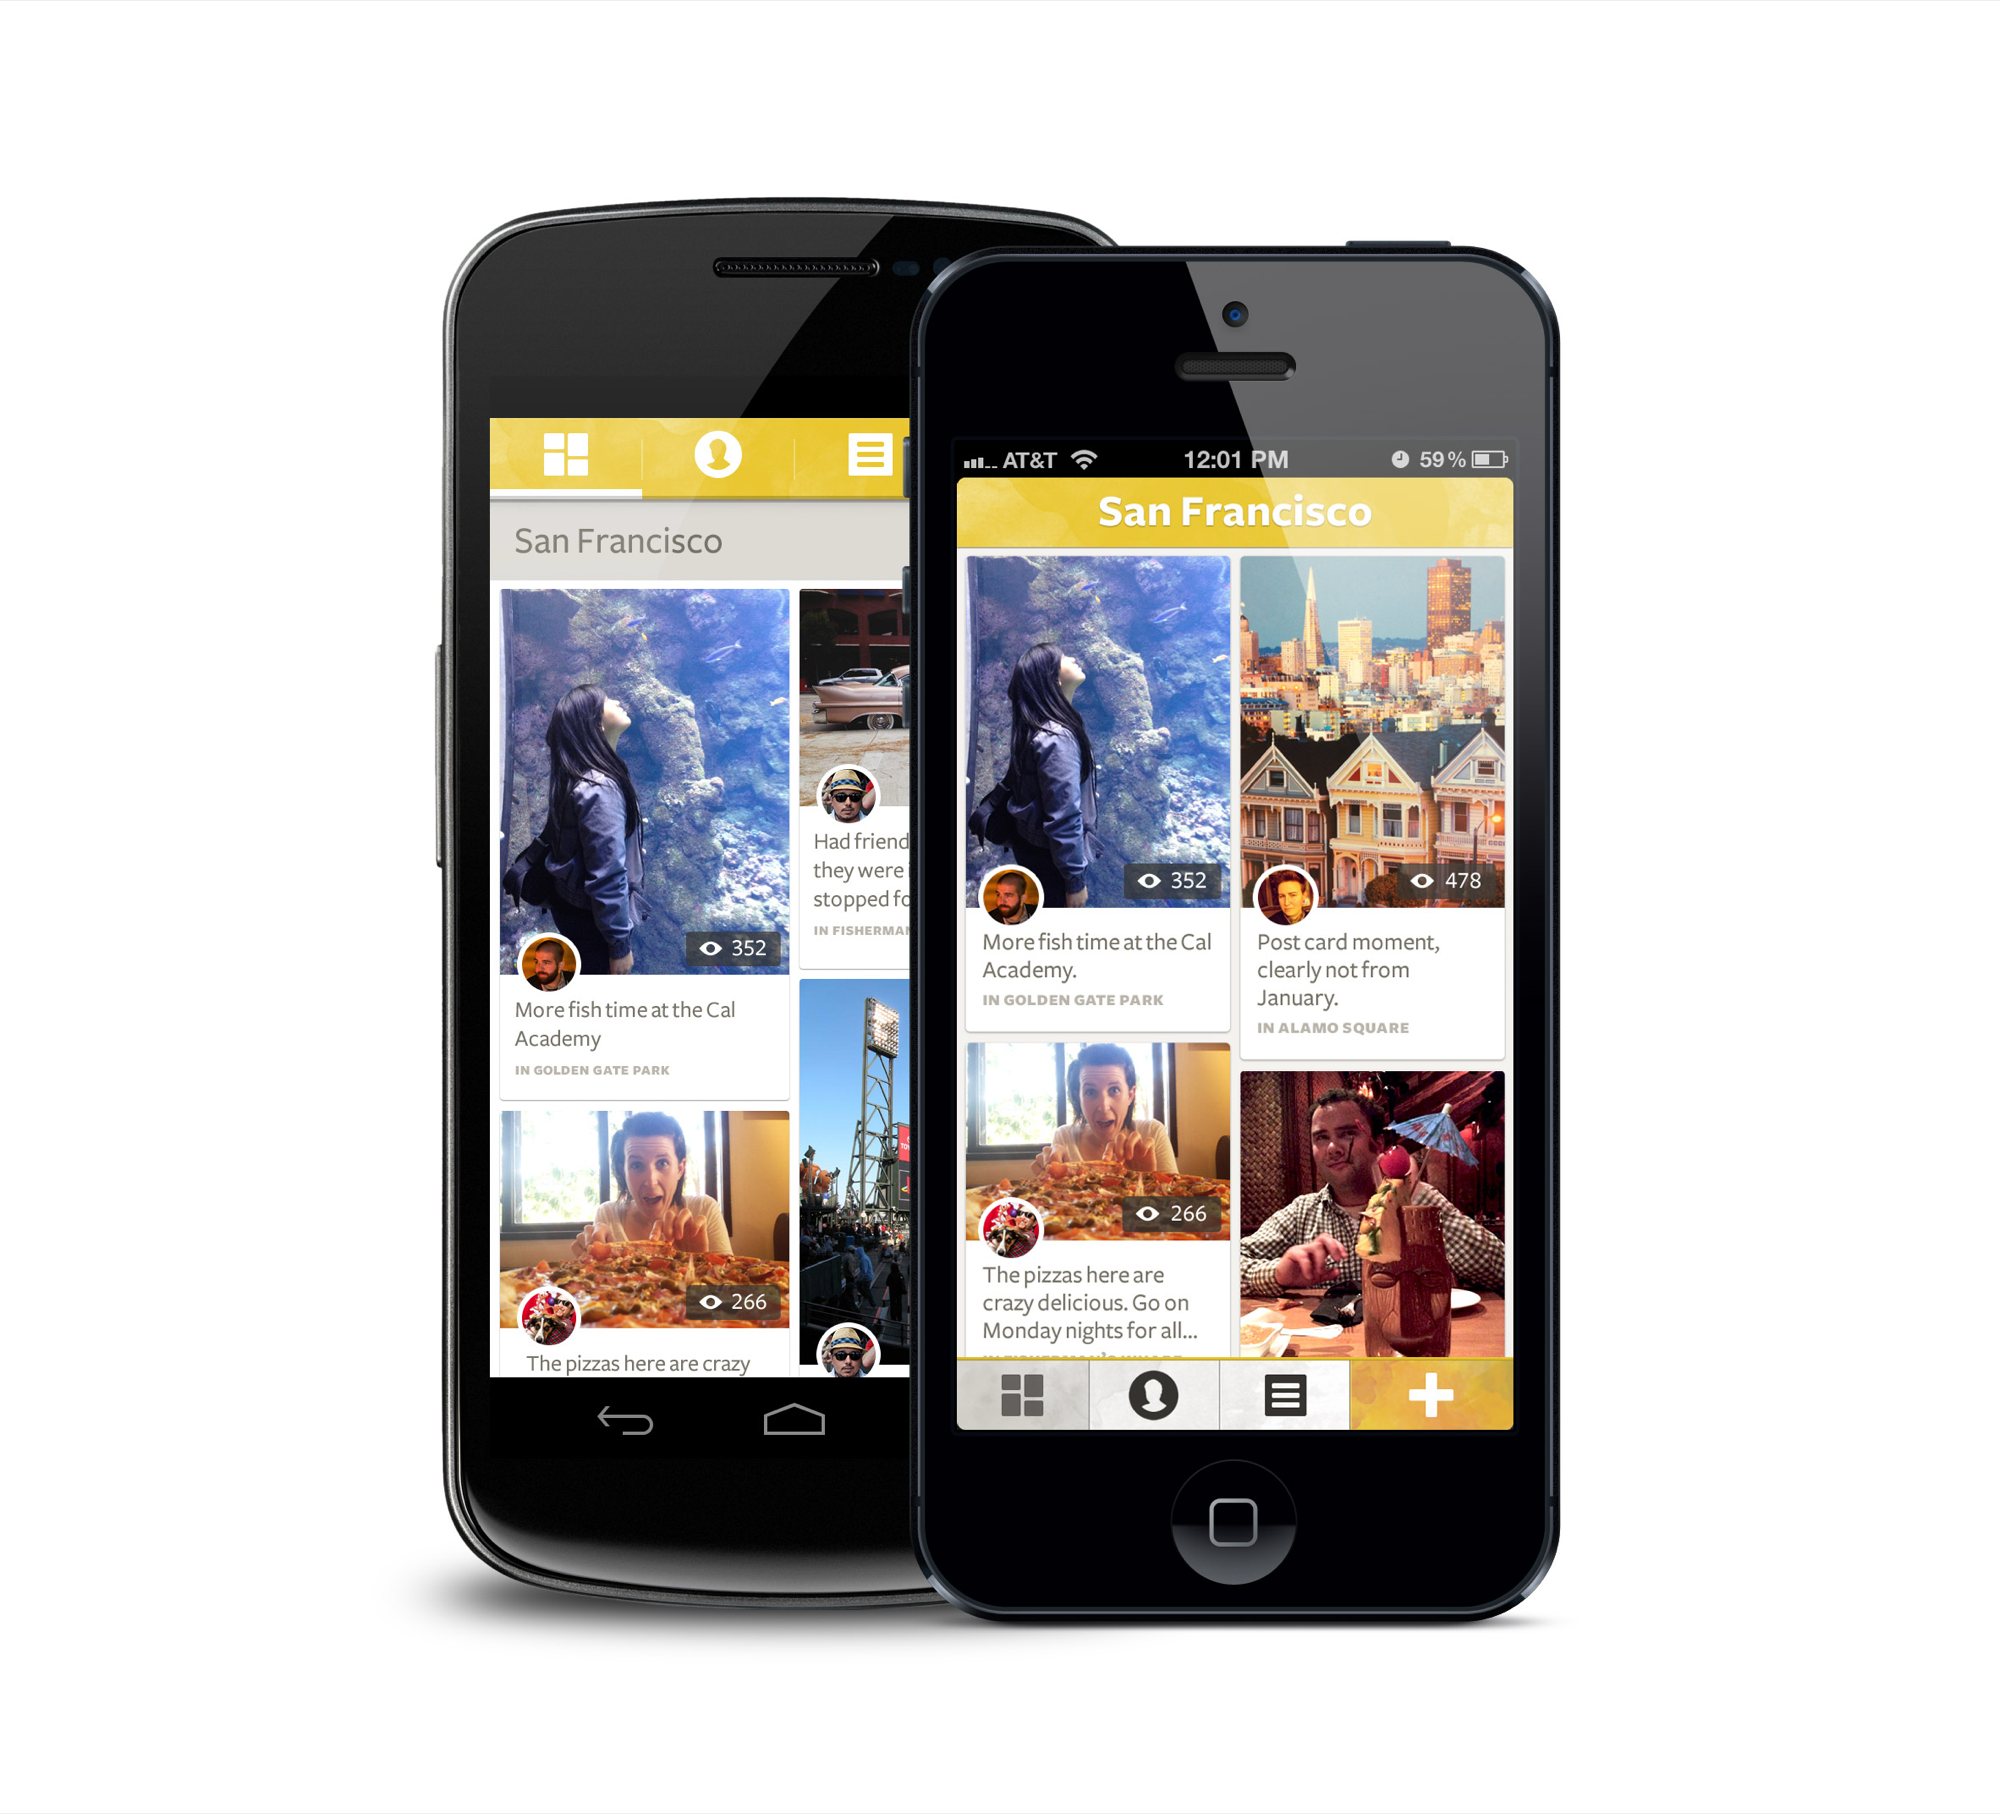 San Francisco
352
More fish time at the Cal
Academy
IN GOLDEN GATE PARK
266
The pizzas here are crazy
Had friend
they were
stopped fo
IN FISHERMAN
AT&T 12:01 PM 59%
San Francisco
352
More fish time at the Cal
Academy.
IN GOLDEN GATE PARK
266
The pizzas here are
crazy delicious. Go on
Monday nights for all...
478
Post card moment,
clearly not from
January.
IN ALAMO SQUARE